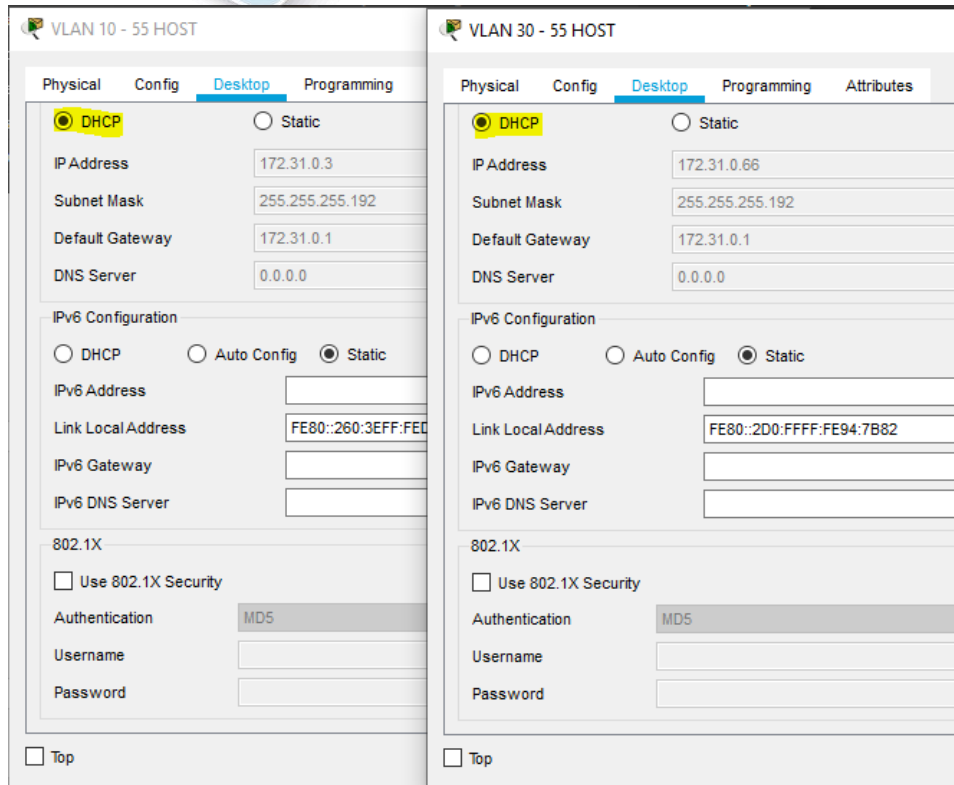 VLAN 10 - 55 HOST
Physical Config Desktop Programming
DHCP Static
IP Address 172.31.0.3
Subnet Mask 255.255.255.192
Default Gateway 172.31.0.1
DNS Server 0.0.0.0
IPv6 Configuration
DHCP Auto Config Static
IPv6 Address
Link Local Address FE80::260:3EFF:FED
IPv6 Gateway
IPv6 DNS Server
802.1X
Use 802.1X Security
Authentication MD5
Username
Password
Top
VLAN 30 - 55 HOST
Physical Config Desktop Programming Attributes
DHCP Static
IP Address 172.31.0.66
Subnet Mask 255.255.255.192
Default Gateway 172.31.0.1
DNS Server 0.0.0.0
IPv6 Configuration
DHCP Auto Config Static
IPv6 Address
Link Local Address FE80::2D0:FFFF:FE94:7B82
IPv6 Gateway
IPv6 DNS Server
802.1X
Use 802.1X Security
Authentication MD5
Username
Password
Top